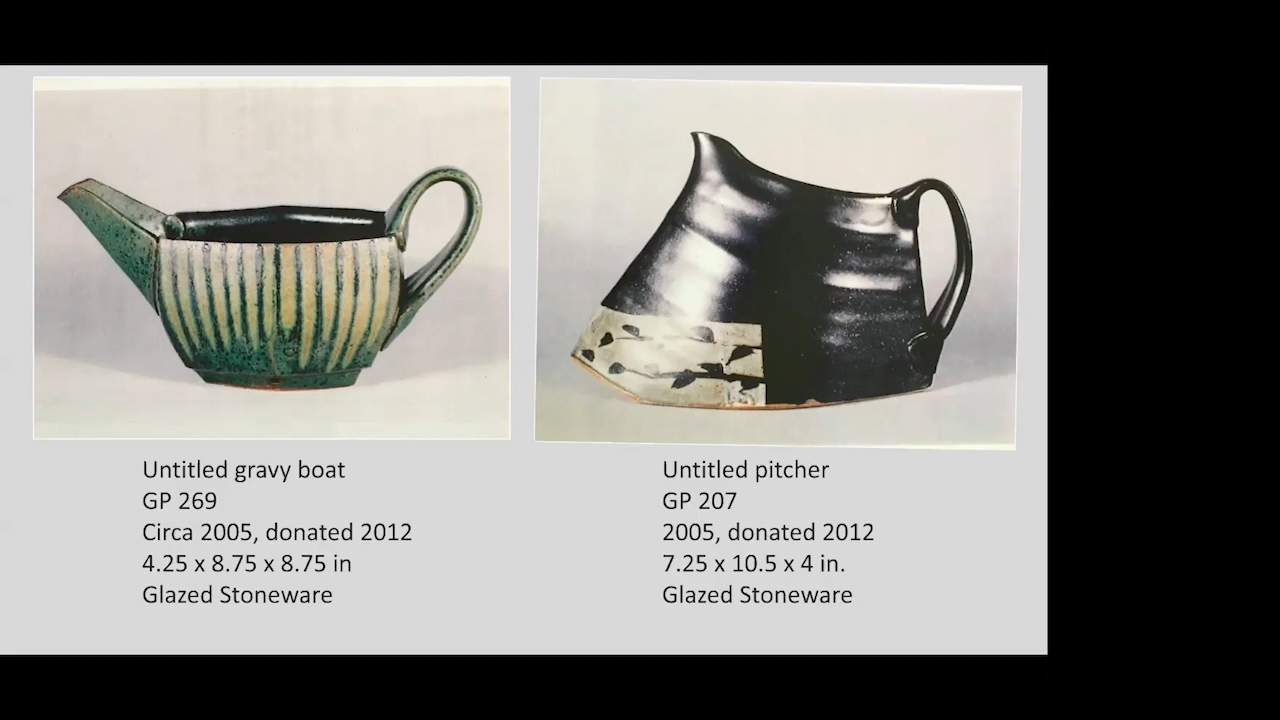 Untitled gravy boat
GP 269
Circa 2005, donated 2012
4.25 x 8.75 x 8.75 in
Glazed Stoneware
Untitled pitcher
GP 207
2005, donated 2012
7.25 x 10.5 x 4 in.
Glazed Stoneware